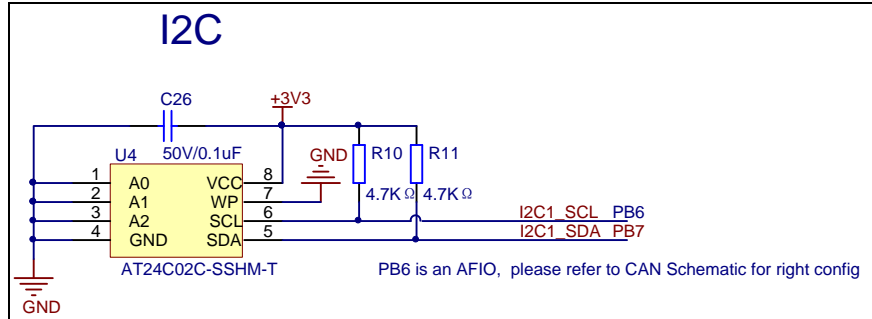 I2C
C26
+3V3
U4
50V/0.1uF
GND
R10
R11
1
A0
VCC
8
2
A1
WP
7
3
A2
SCL
6
4
GND
SDA
5
4.7KΩ
4.7KΩ
I2C1_SCL
PB6
I2C1_SDA
PB7
AT24C02C-SSHM-T
PB6 is an AFIO, please refer to CAN Schematic for right config
GND